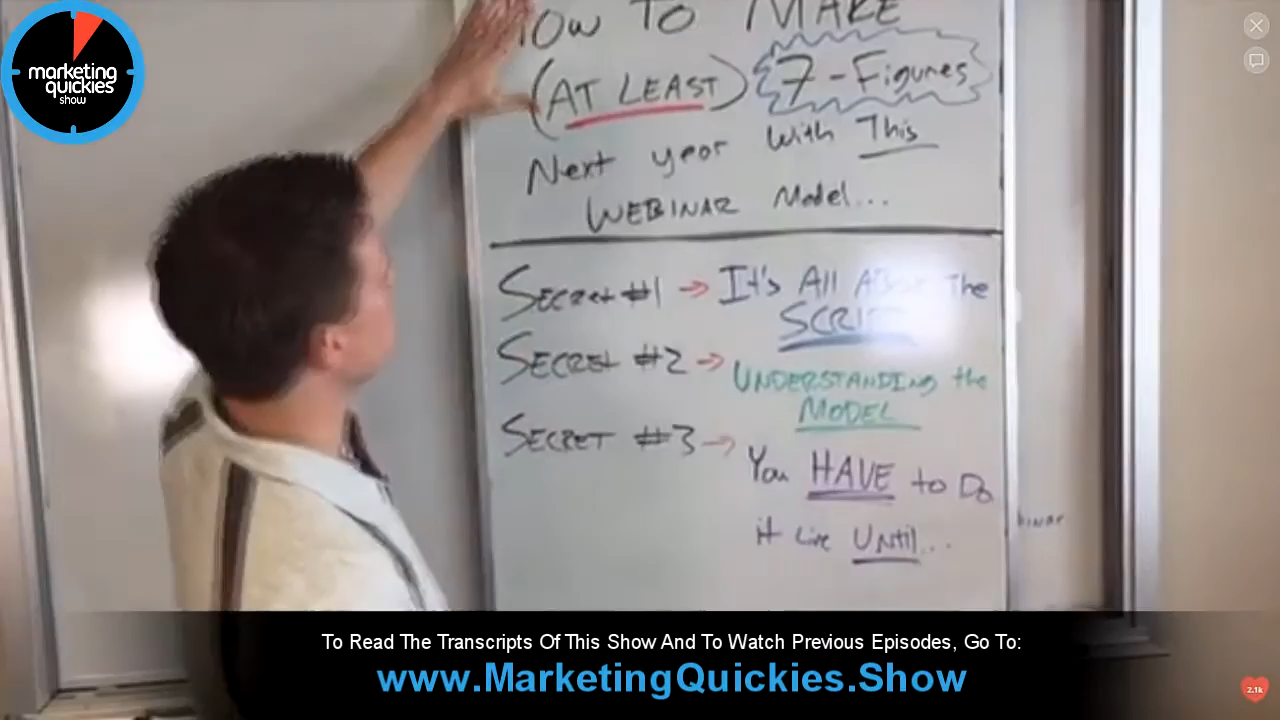 marketing
quickies
show
How To MAKE
(AT LEAST) 7-Figures
Next year with This
WEBINAR Model...
SECRET #1 → It's All About The
SCRIPT
SECRET #2 → UNDERSTANDING the
MODEL
SECRET #3 → You HAVE to Do
it Live Until...
binar
To Read The Transcripts Of This Show And To Watch Previous Episodes, Go To:
www.MarketingQuickies.Show
2.1k